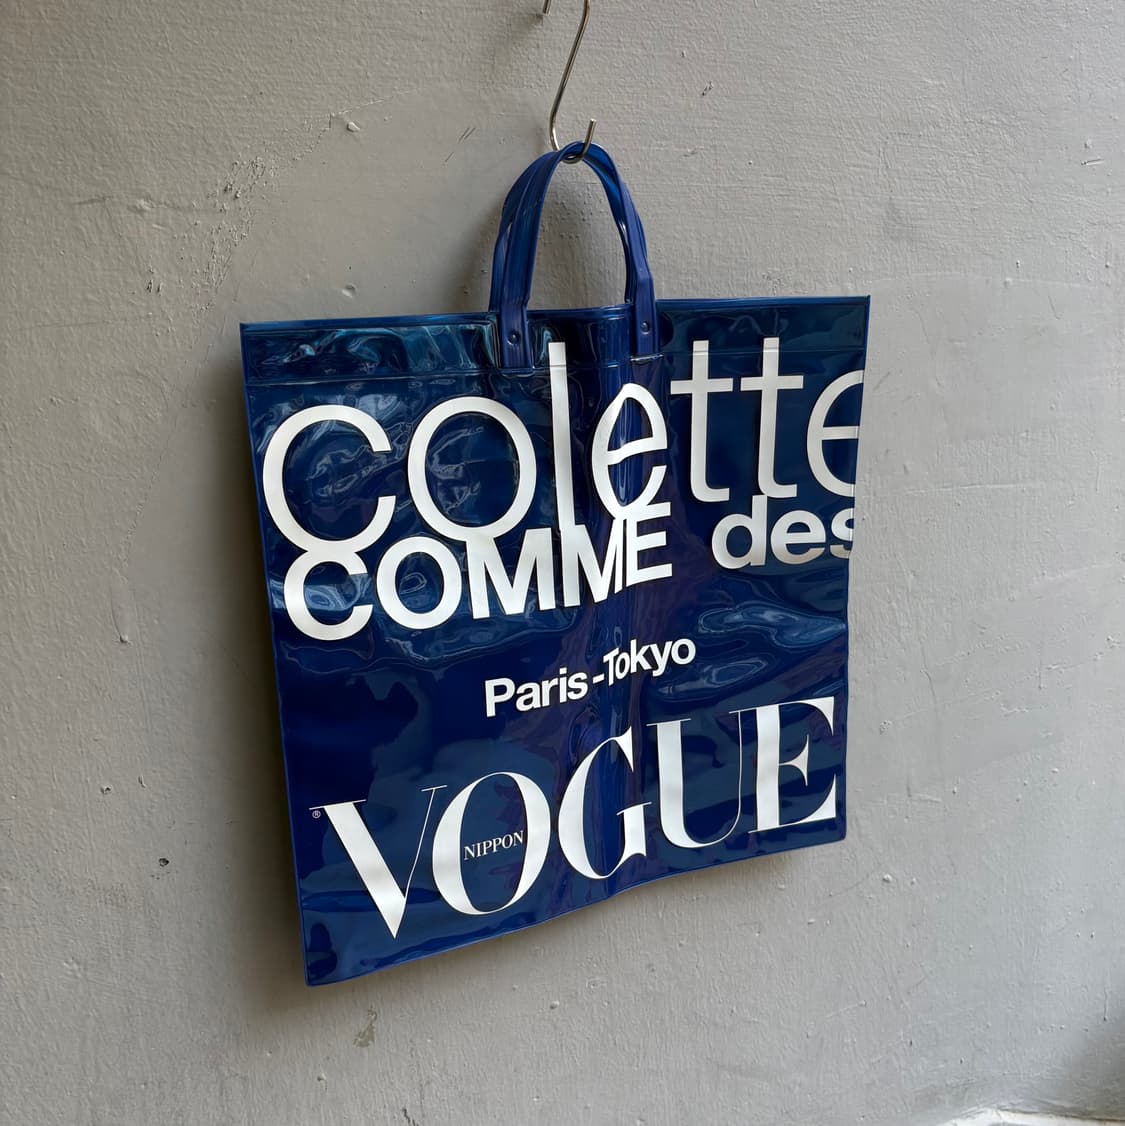 colette
COMME des
Paris-Tokyo
VOGUE
NIPPON
®